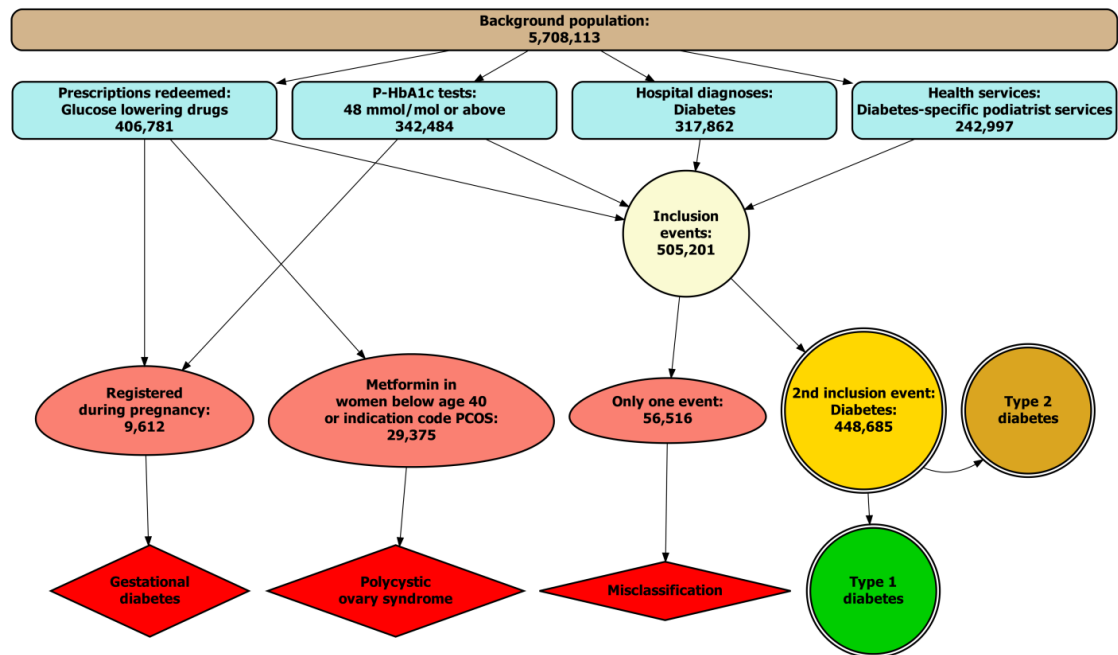 Background population:
5,708,113
Prescriptions redeemed:
Glucose lowering drugs
406,781
P-HbA1c tests:
48 mmol/mol or above
342,484
Hospital diagnoses:
Diabetes
317,862
Health services:
Diabetes-specific podiatrist services
242,997
Inclusion
events:
505,201
Registered
during pregnancy:
9,612
Metformin in
women below age 40
or indication code PCOS:
29,375
Only one event:
56,516
2nd inclusion event:
Diabetes:
448,685
Type 2
diabetes
Gestational
diabetes
Polycystic
ovary syndrome
Misclassification
Type 1
diabetes